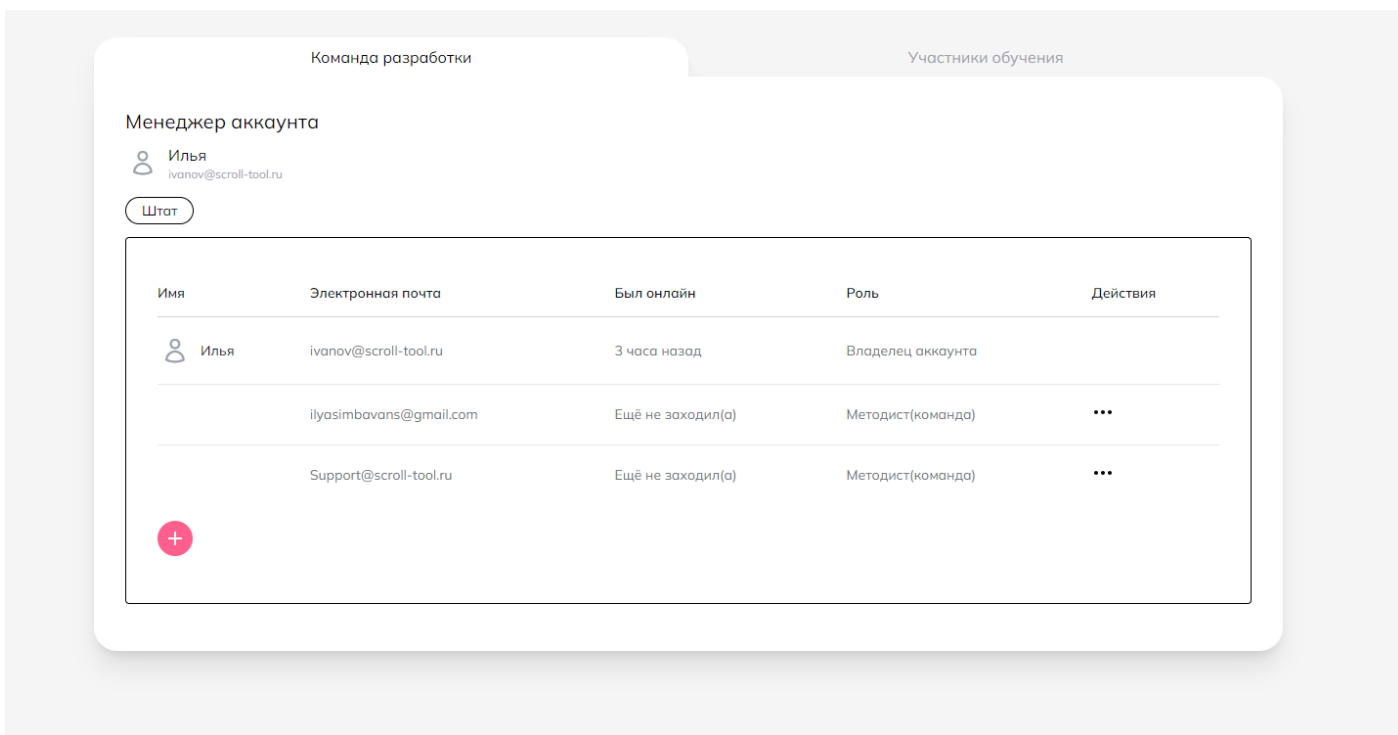 Команда разработки
Участники обучения
Менеджер аккаунта
Илья
ivanov@scroll-tool.ru
Штат
Имя Электронная почта Был онлайн Роль Действия
Илья ivanov@scroll-tool.ru 3 часа назад Владелец аккаунта
ilyasimbavans@gmail.com Ещё не заходил(а) Методист(команда)
Support@scroll-tool.ru Ещё не заходил(а) Методист(команда)